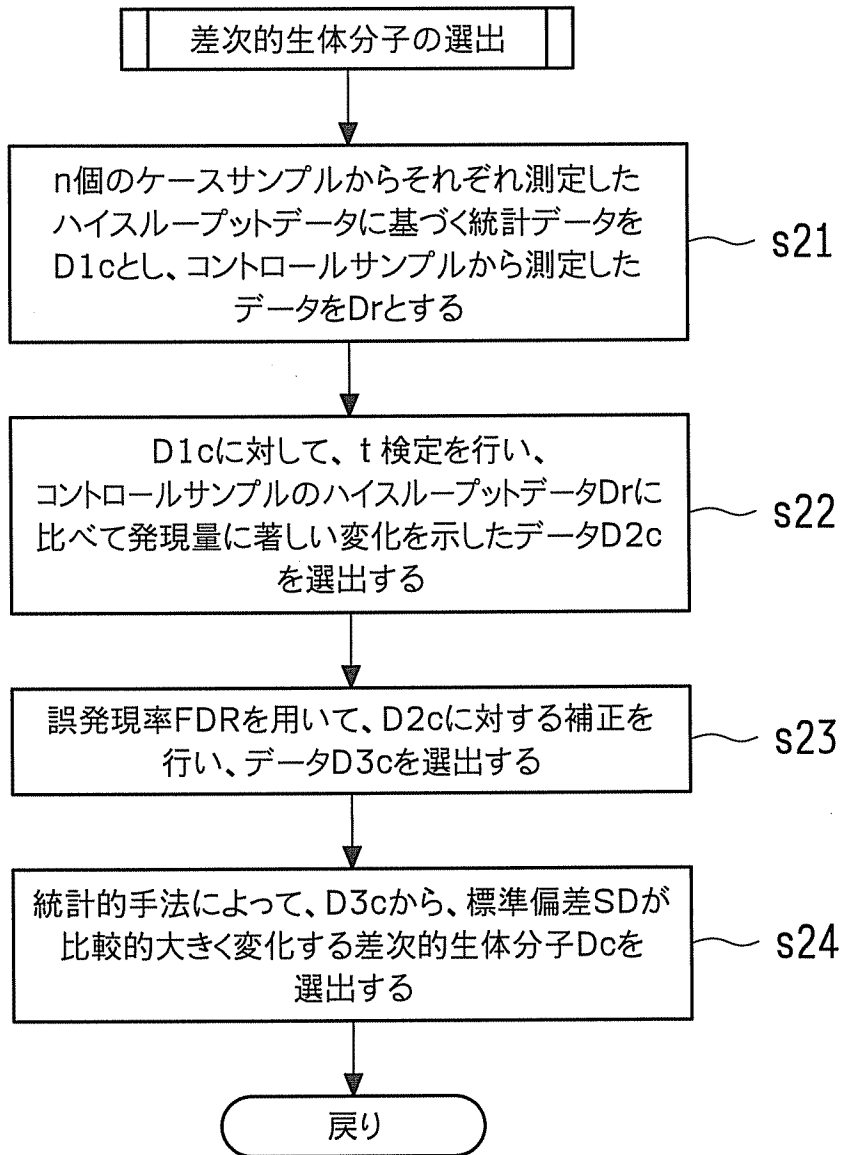 差次的生体分子の選出
n個のケースサンプルからそれぞれ測定した
ハイスループットデータに基づく統計データを
D1cとし、コントロールサンプルから測定した
データをDrとする
s21
D1cに対して、t検定を行い、
コントロールサンプルのハイスループットデータDrに
比べて発現量に著しい変化を示したデータD2c
を選出する
s22
誤発現率FDRを用いて、D2cに対する補正を
行い、データD3cを選出する
s23
統計的手法によって、D3cから、標準偏差SDが
比較的大きく変化する差次的生体分子Dcを
選出する
s24
戻り